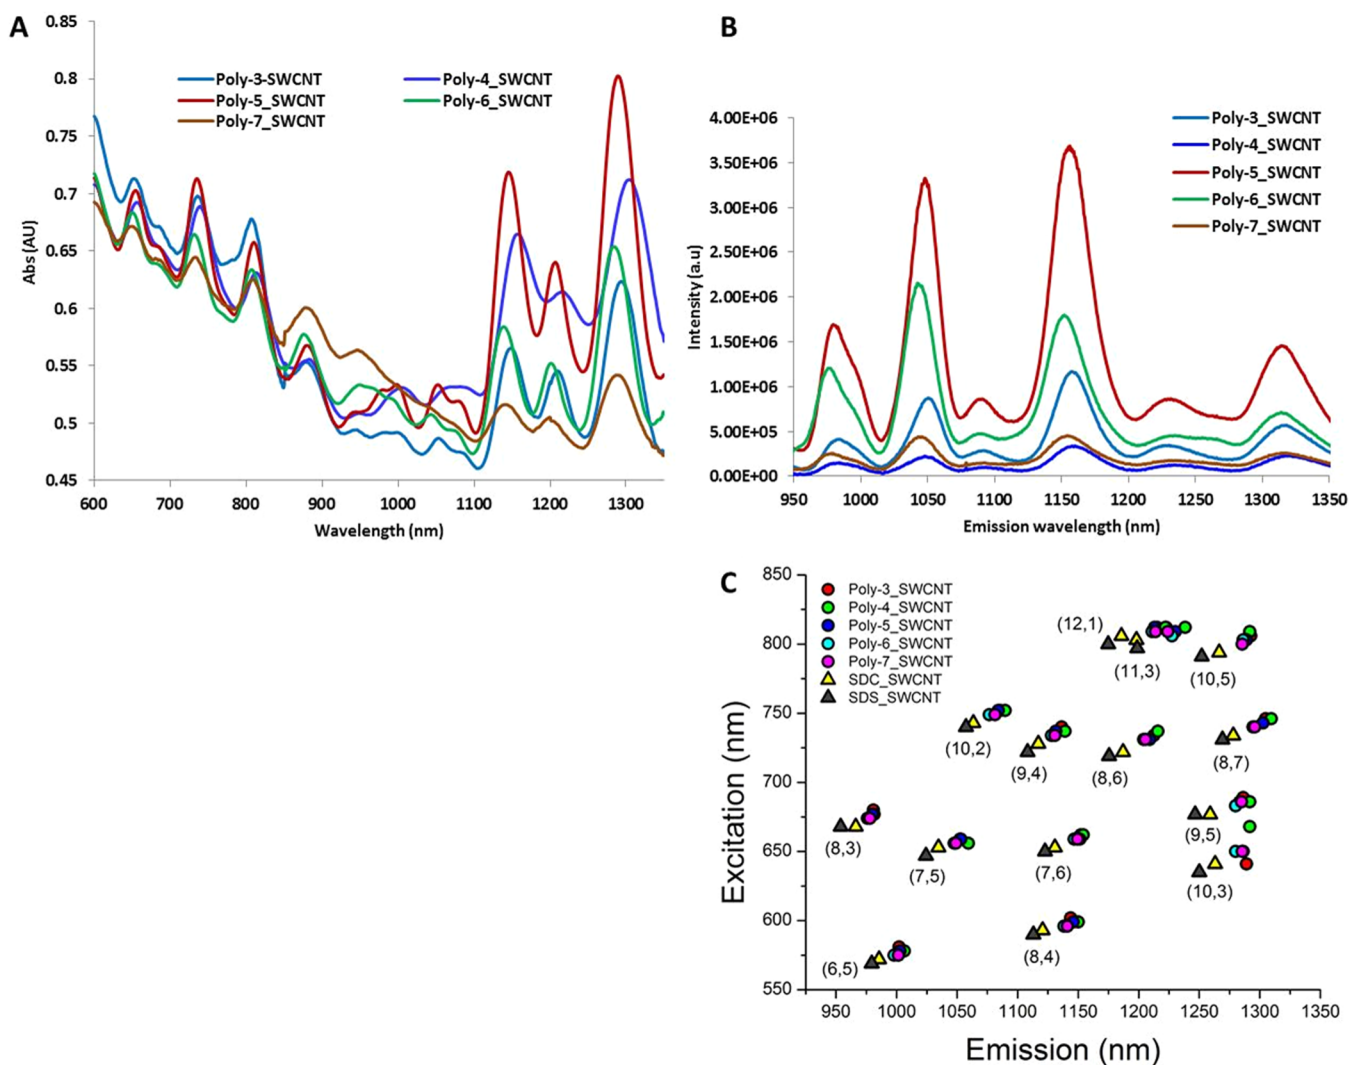 A
0.85
0.8
0.75
0.7
0.65
0.6
0.55
0.5
0.45
Abs (AU)
Poly-3-SWCNT
Poly-4_SWCNT
Poly-5_SWCNT
Poly-6_SWCNT
Poly-7_SWCNT
600 700 800 900 1000 1100 1200 1300
Wavelength (nm)
B
4.00E+06
3.50E+06
3.00E+06
2.50E+06
2.00E+06
1.50E+06
1.00E+06
5.00E+05
0.00E+00
Intensity (a.u)
Poly-3_SWCNT
Poly-4_SWCNT
Poly-5_SWCNT
Poly-6_SWCNT
Poly-7_SWCNT
950 1000 1050 1100 1150 1200 1250 1300 1350
Emission wavelength (nm)
C
850
800
750
700
650
600
550
Excitation (nm)
Poly-3_SWCNT
Poly-4_SWCNT
Poly-5_SWCNT
Poly-6_SWCNT
Poly-7_SWCNT
SDC_SWCNT
SDS_SWCNT
(12,1)
(11,3)
(10,5)
(10,2)
(9,4)
(8,6)
(8,7)
(8,3)
(7,5)
(7,6)
(9,5)
(10,3)
(6,5)
(8,4)
950 1000 1050 1100 1150 1200 1250 1300 1350
Emission (nm)